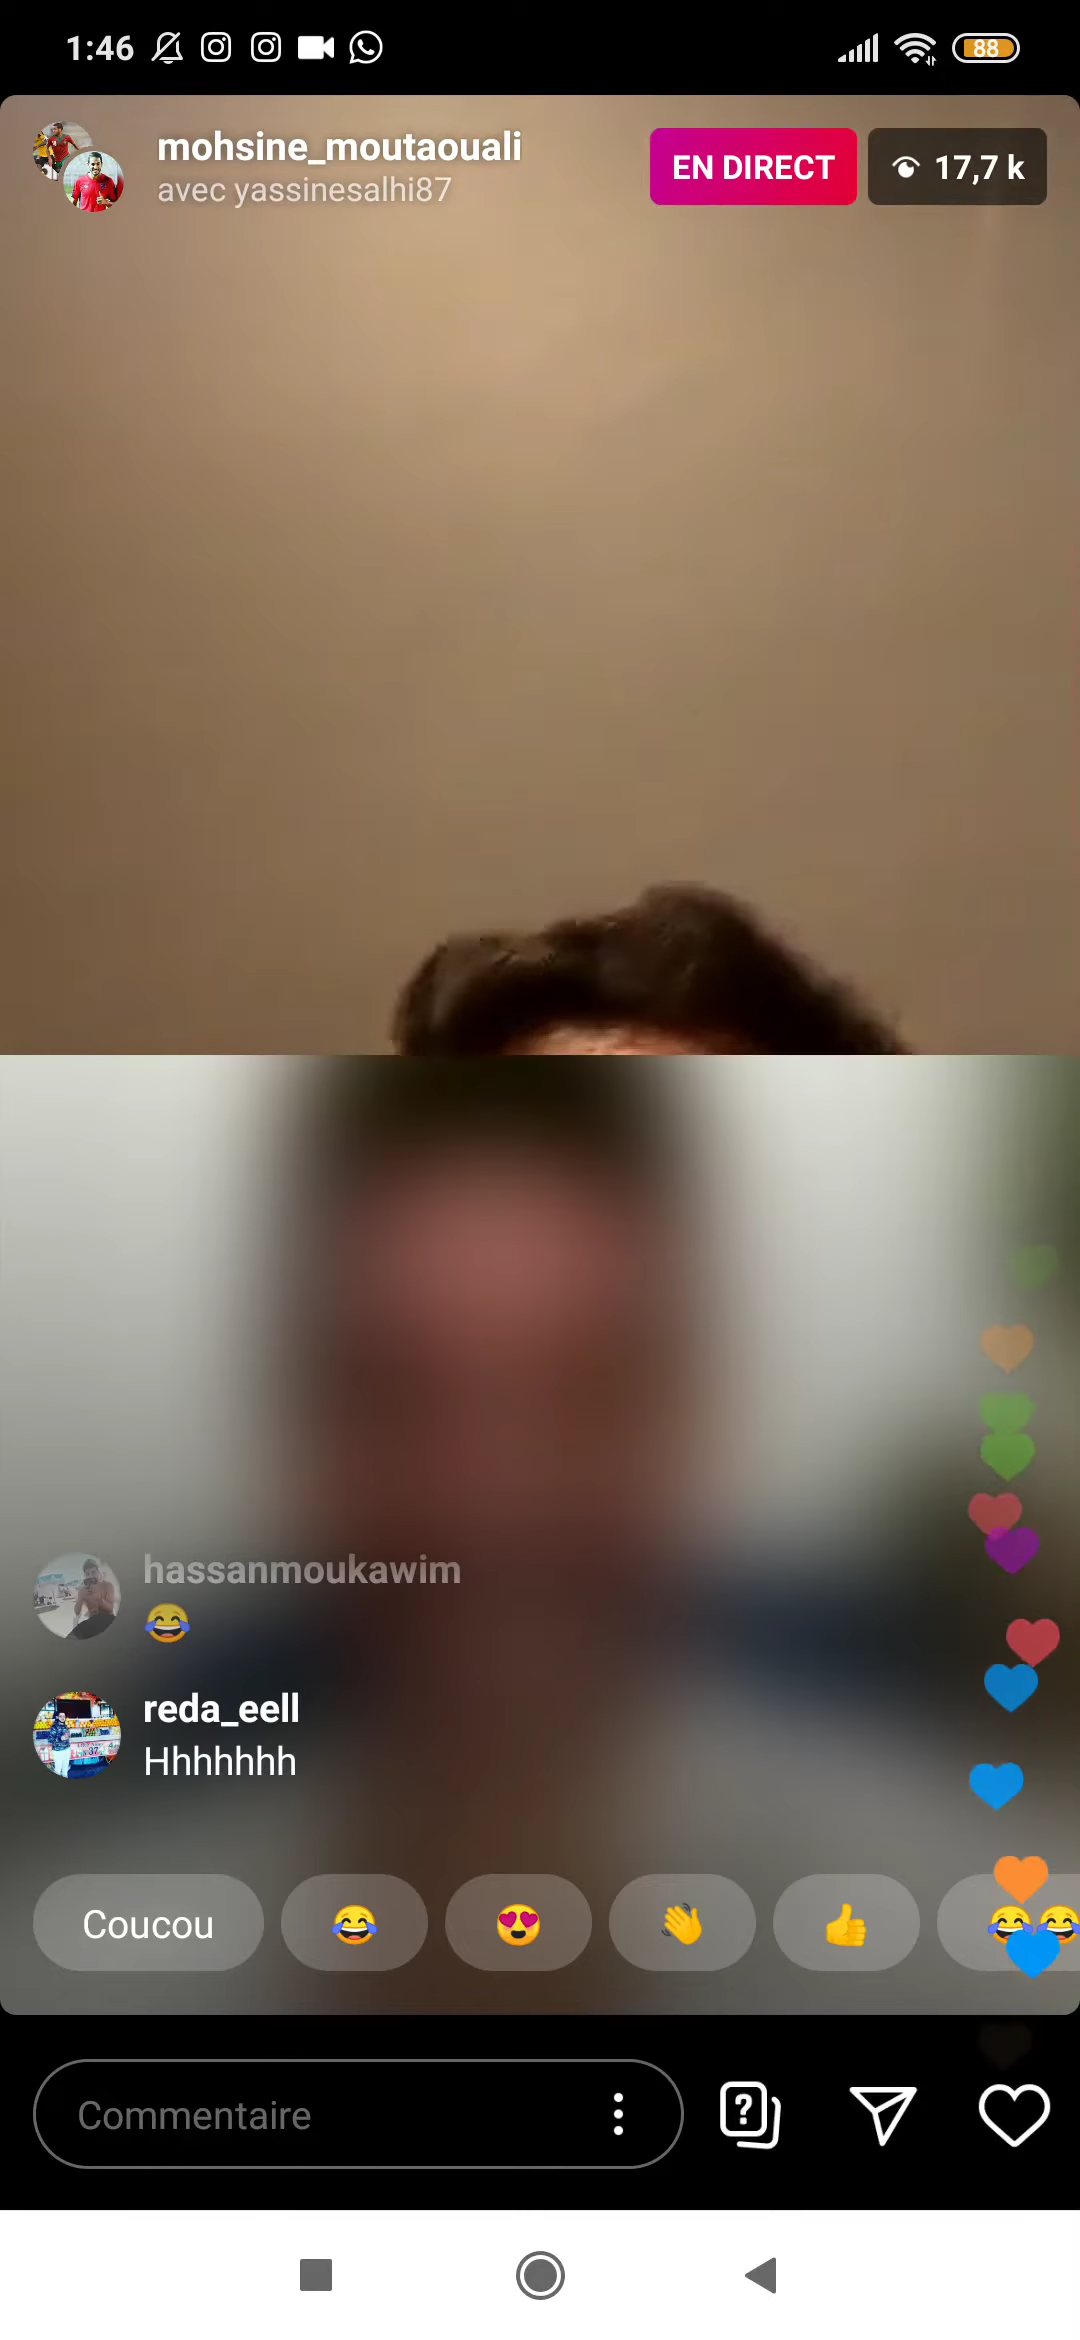 1:46
88
mohsine_moutaouali
avec yassinesalhi87
EN DIRECT
17,7 k
hassanmoukawim
😂
reda_eell
Hhhhhhh
Coucou
😂
😍
👋
👍
😂😂
Commentaire